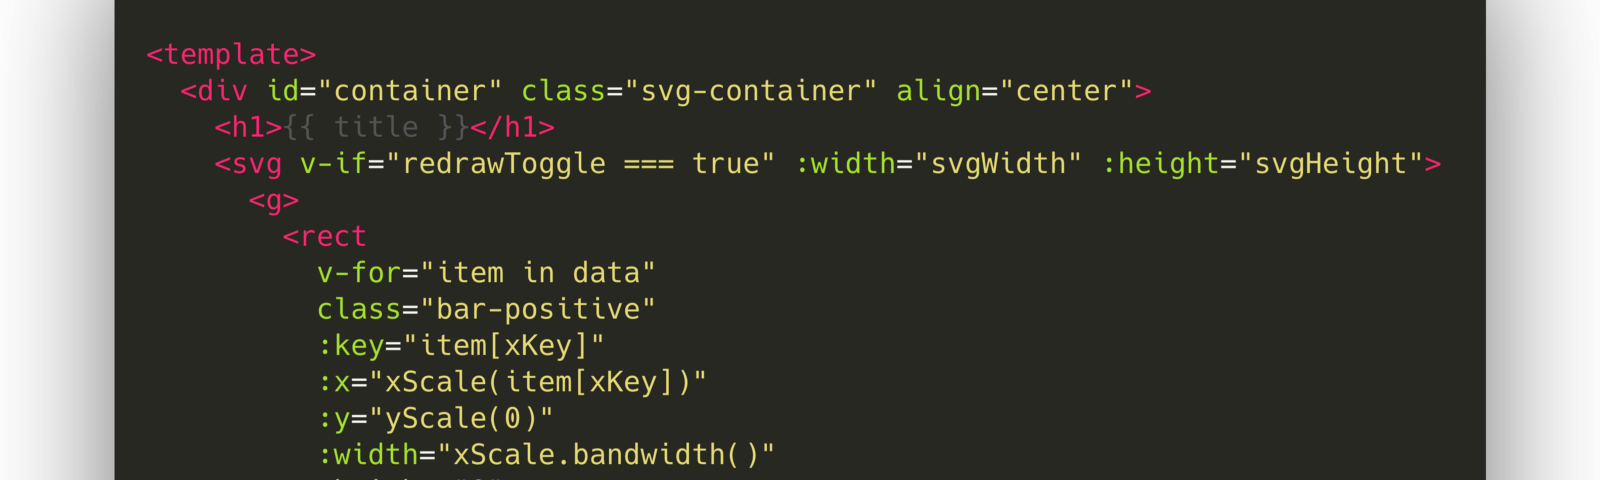 <template>
<div id="container" class="svg-container" align="center">
<h1>{{ title }}</h1>
<svg v-if="redrawToggle === true" :width="svgWidth" :height="svgHeight">
<g>
<rect
v-for="item in data"
class="bar-positive"
:key="item[xKey]"
:x="xScale(item[xKey])"
:y="yScale(0)"
:width="xScale.bandwidth()"